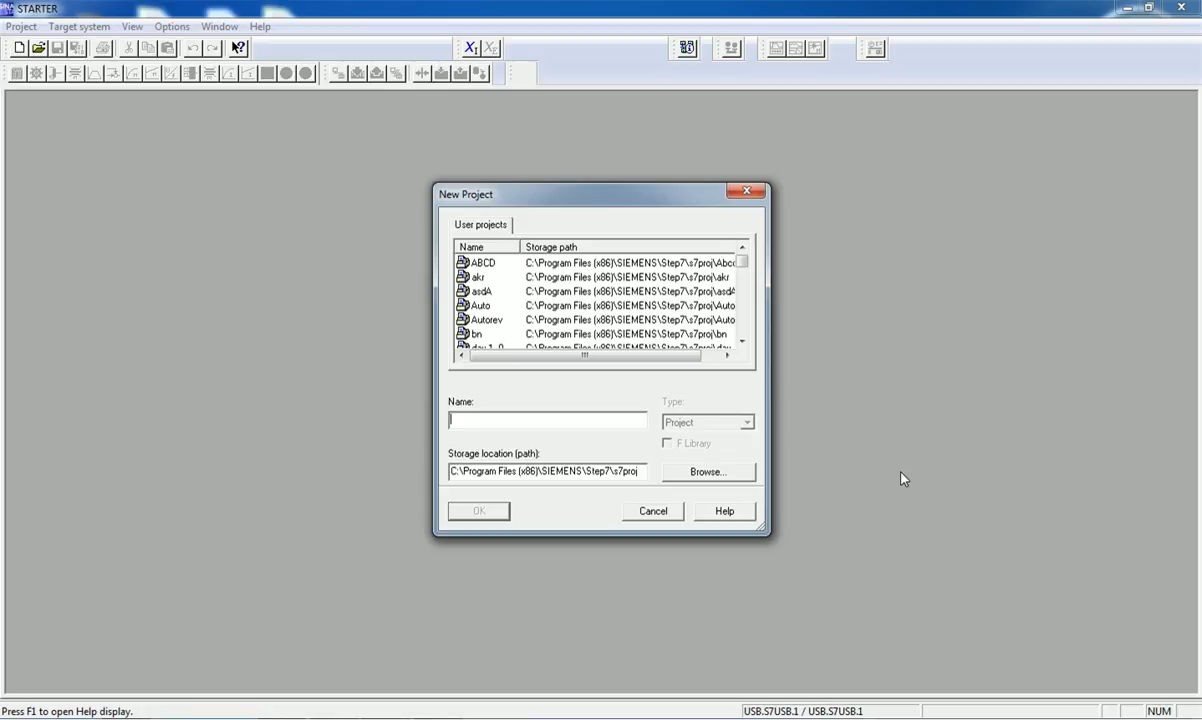 STARTER
Project Target system View Options Window Help
New Project
User projects
Name Storage path
ABCD C:\Program Files (x86)\SIEMENS\Step7\s7proj\Abcd
akr C:\Program Files (x86)\SIEMENS\Step7\s7proj\akr
asdA C:\Program Files (x86)\SIEMENS\Step7\s7proj\asdA
Auto C:\Program Files (x86)\SIEMENS\Step7\s7proj\Auto
Autorev C:\Program Files (x86)\SIEMENS\Step7\s7proj\Auto
bn C:\Program Files (x86)\SIEMENS\Step7\s7proj\bn
Name:
Type:
Project
F Library
Storage location (path):
C:\Program Files (x86)\SIEMENS\Step7\s7proj
Browse...
OK Cancel Help
Press F1 to open Help display. USB.S7USB.1 / USB.S7USB.1 NUM